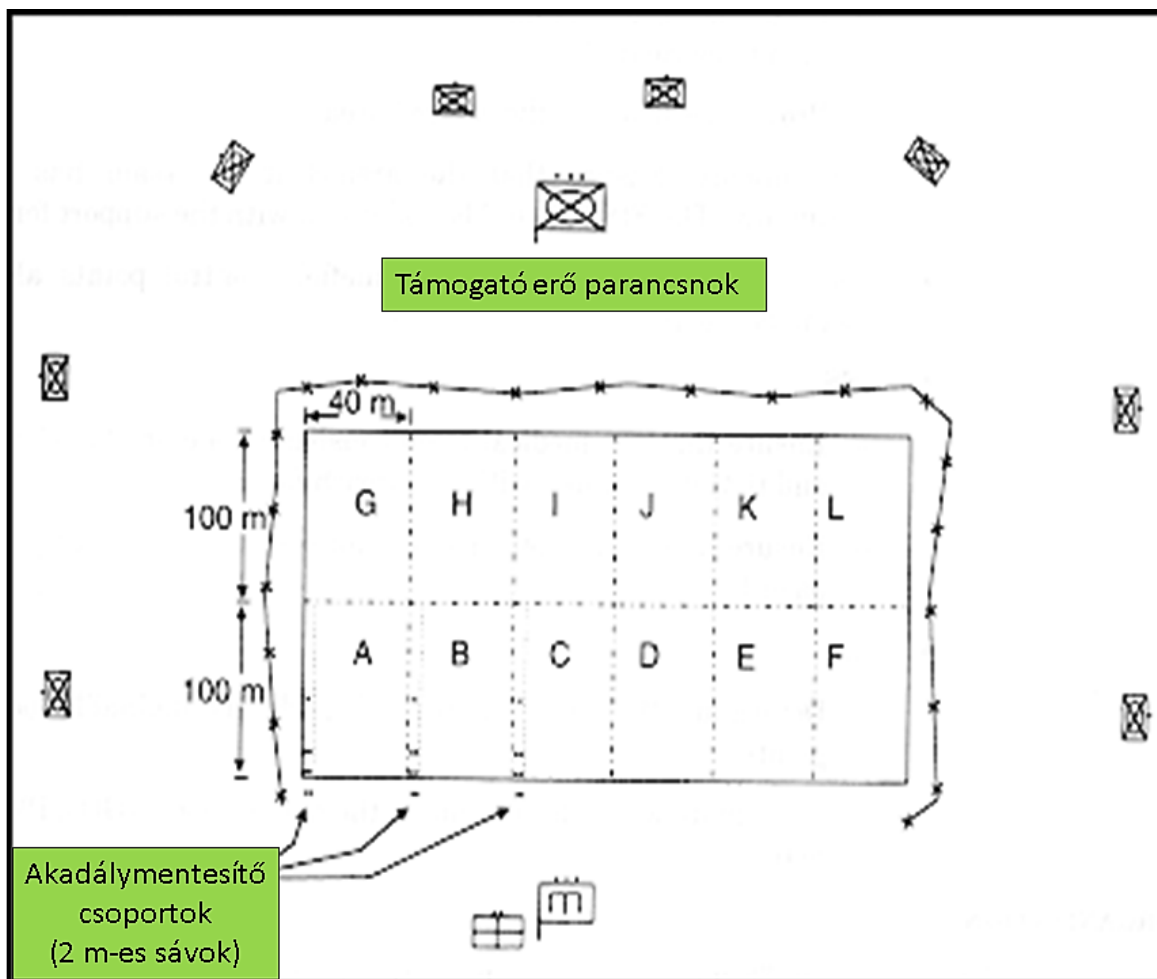 Támogató erő parancsnok
40 m
100 m
G H I J K L
100 m
A B C D E F
Akadálymentesítő
csoportok
(2 m-es sávok)